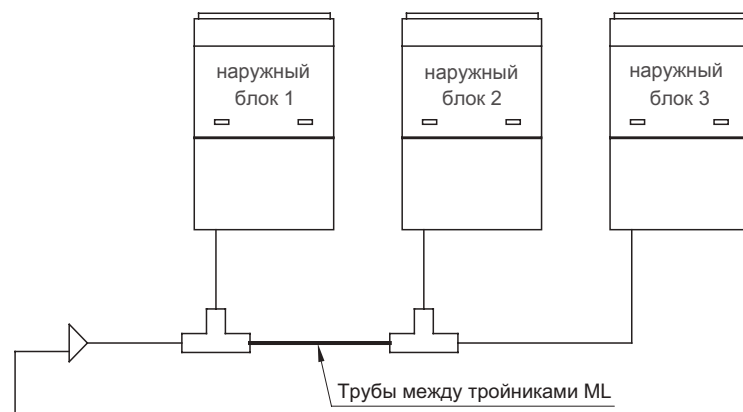 наружный
блок 1
наружный
блок 2
наружный
блок 3
Трубы между тройниками ML